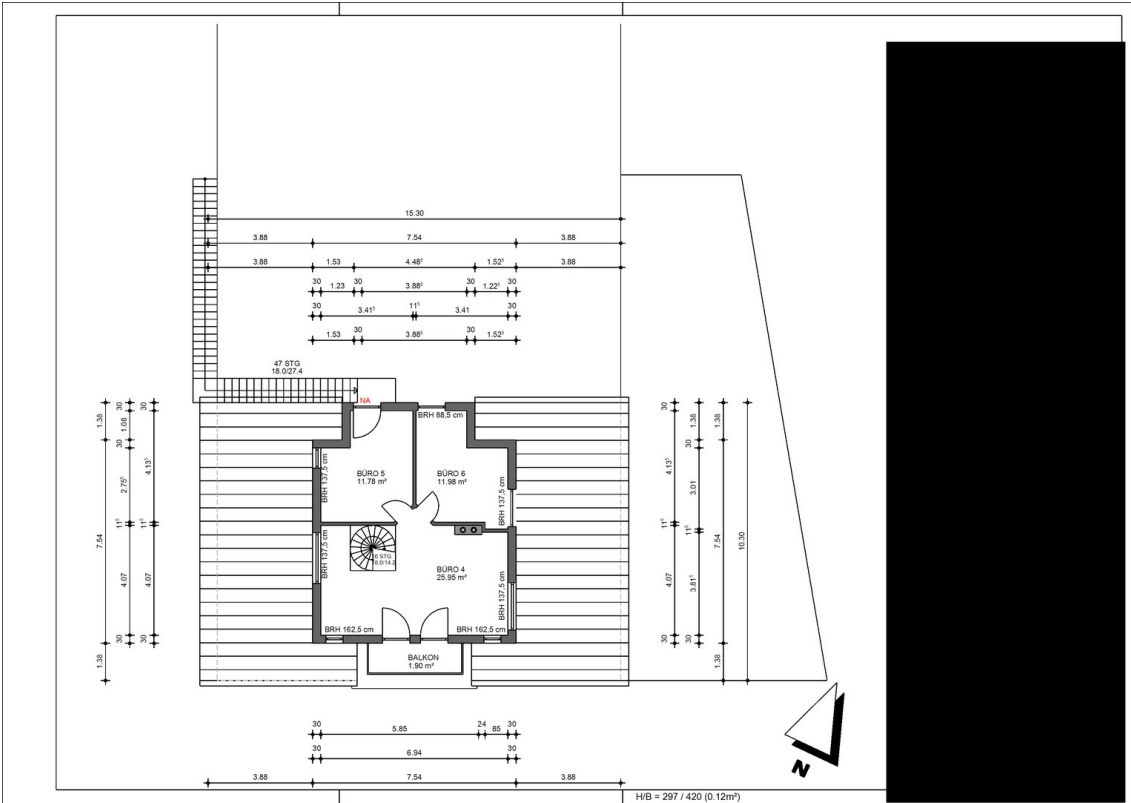 15.30
3.88 7.54 3.88
3.88 1.53 4.48⁵ 1.52⁵ 3.88
30 1.23 30 3.88⁵ 30 1.22⁵ 30
30 3.41⁵ 11⁵ 3.41 30
1.53 30 3.88⁵ 30 1.52⁵
47 STG
18.0/27.4
NA
BRH 88,5 cm
1.38 7.54 1.38
30 1.08 30 2.75⁵ 11⁵ 4.07 30
30 4.13⁵ 11⁵ 4.07 30
BRH 137,5 cm
BÜRO 5
11.78 m²
BÜRO 6
11.98 m²
BRH 137,5 cm
BRH 137,5 cm
BÜRO 4
25.95 m²
BRH 137,5 cm
BRH 162,5 cm
BRH 162,5 cm
BALKON
1.90 m²
30 4.13⁵ 11⁵ 4.07 30
1.38 30 3.01 11⁵ 3.81⁵ 30
1.38 7.54 1.38
10.30
30 5.85 24 85 30
30 6.94 30
3.88 7.54 3.88
N
H/B = 297 / 420 (0.12m²)